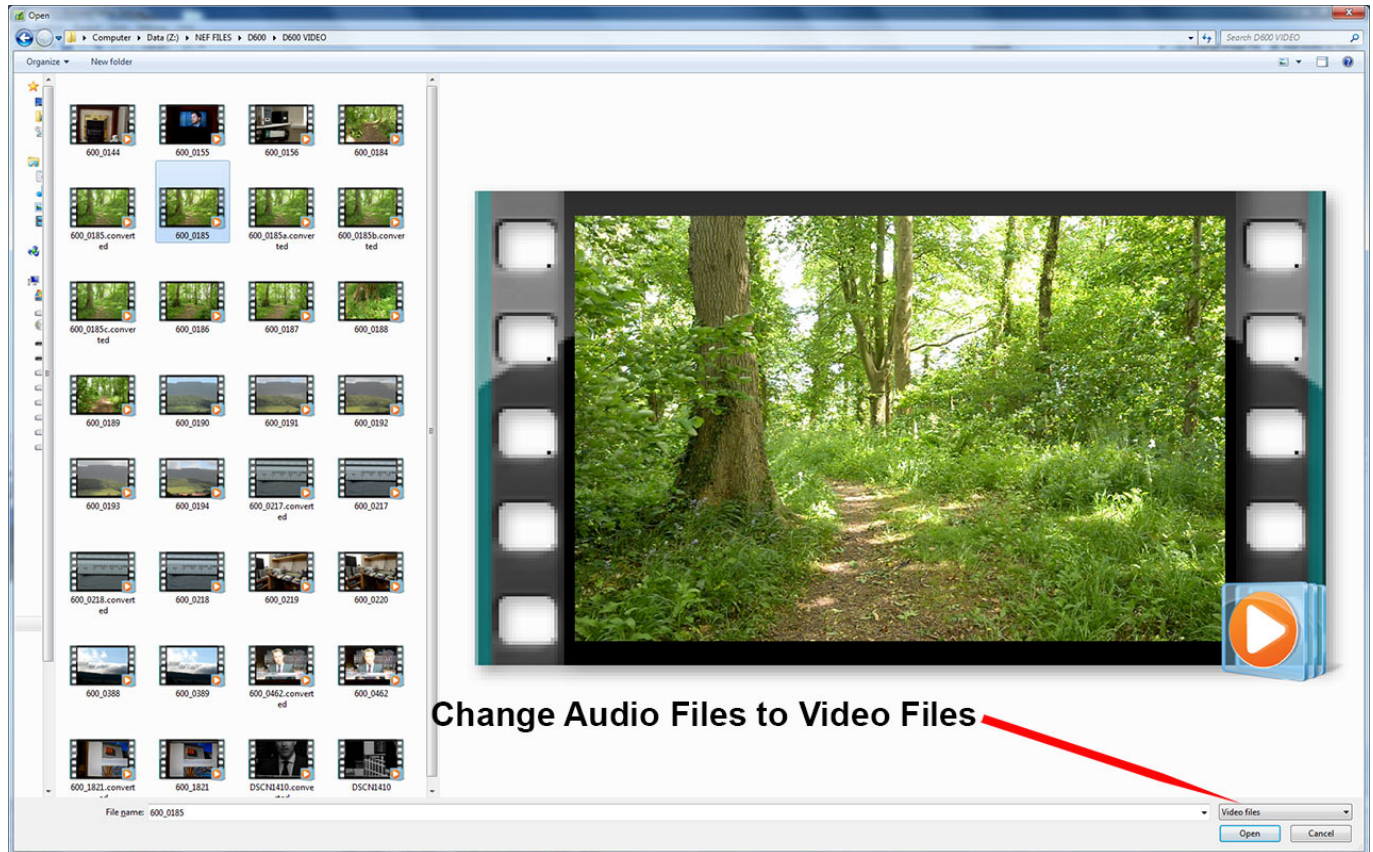 Open
Computer ▸ Data (Z:) ▸ NEF FILES ▸ D600 ▸ D600 VIDEO
Search D600 VIDEO
Organize
New folder
600_0144
600_0155
600_0156
600_0184
600_0185.convert
ed
600_0185
600_0185a.conver
ted
600_0185b.conver
ted
600_0185c.conver
ted
600_0186
600_0187
600_0188
600_0189
600_0190
600_0191
600_0192
600_0193
600_0194
600_0217.convert
ed
600_0217
600_0218.convert
ed
600_0218
600_0219
600_0220
600_0388
600_0389
600_0462.convert
ed
600_0462
Change Audio Files to Video Files
600_1821.convert
600_1821
DSCN1410.conve
DSCN1410
File name: 600_0185
Video files
Open
Cancel